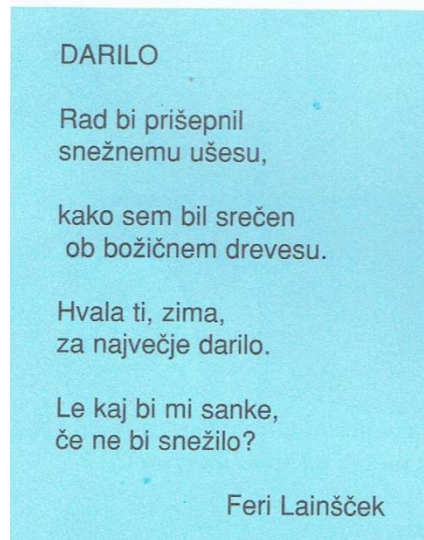 DARILO
Rad bi prišepnil
snežnemu ušesu,
kako sem bil srečen
ob božičnem drevesu.
Hvala ti, zima,
za največje darilo.
Le kaj bi mi sanke,
če ne bi snežilo?
Feri Lainšček